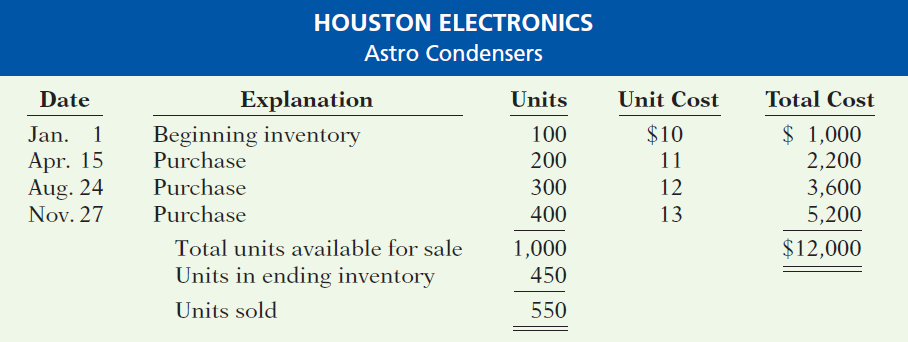 HOUSTON ELECTRONICS
Astro Condensers
Date Explanation Units Unit Cost Total Cost
Jan. 1 Beginning inventory 100 $10 $ 1,000
Apr. 15 Purchase 200 11 2,200
Aug. 24 Purchase 300 12 3,600
Nov. 27 Purchase 400 13 5,200
Total units available for sale 1,000 $12,000
Units in ending inventory 450
Units sold 550